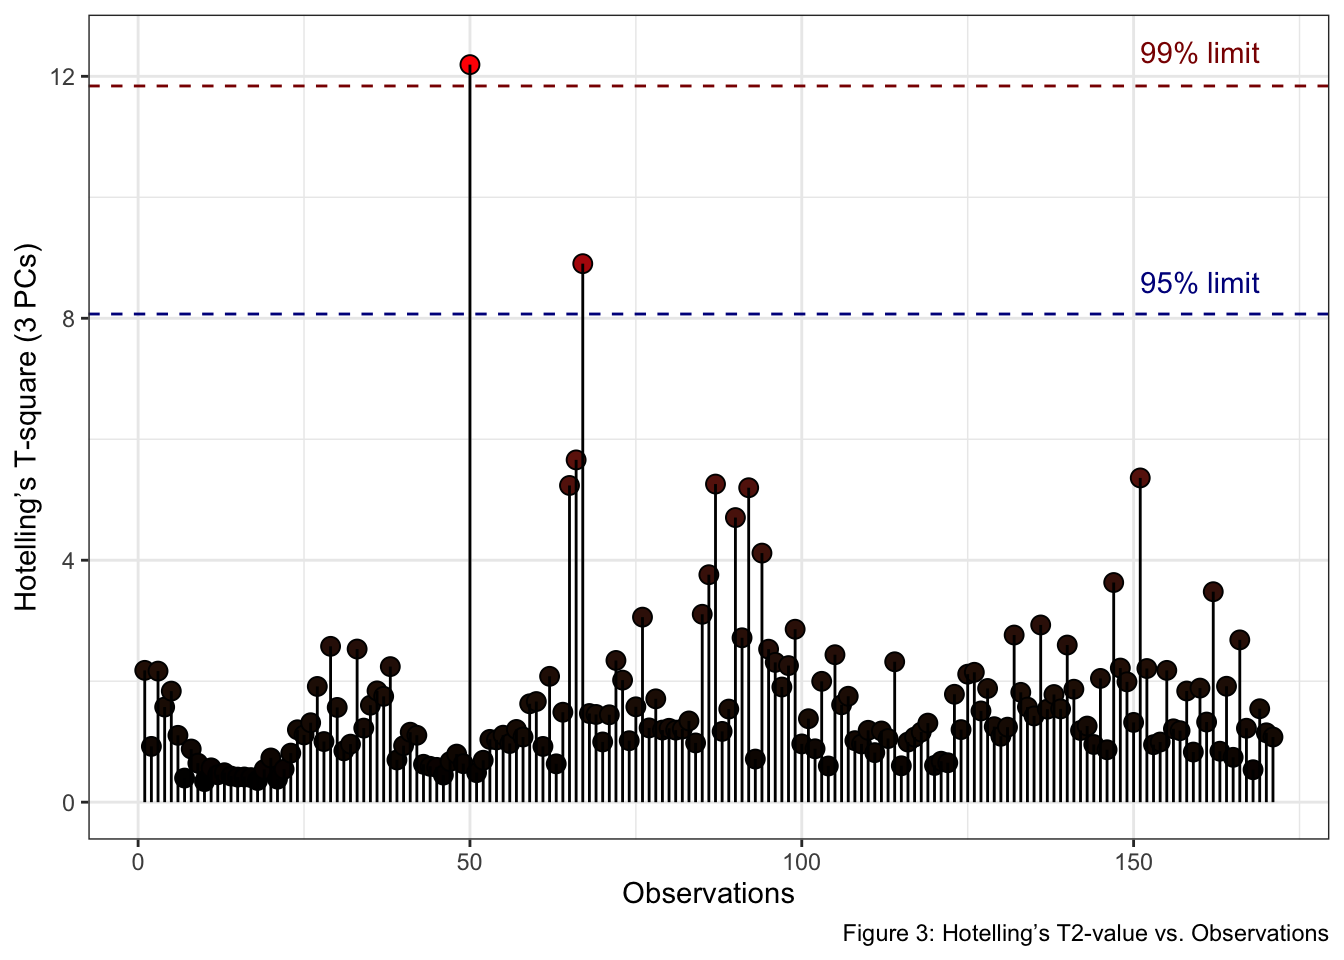 99% limit
95% limit
12
8
4
0
Hotelling’s T-square (3 PCs)
0
50
100
150
Observations
Figure 3: Hotelling’s T2-value vs. Observations